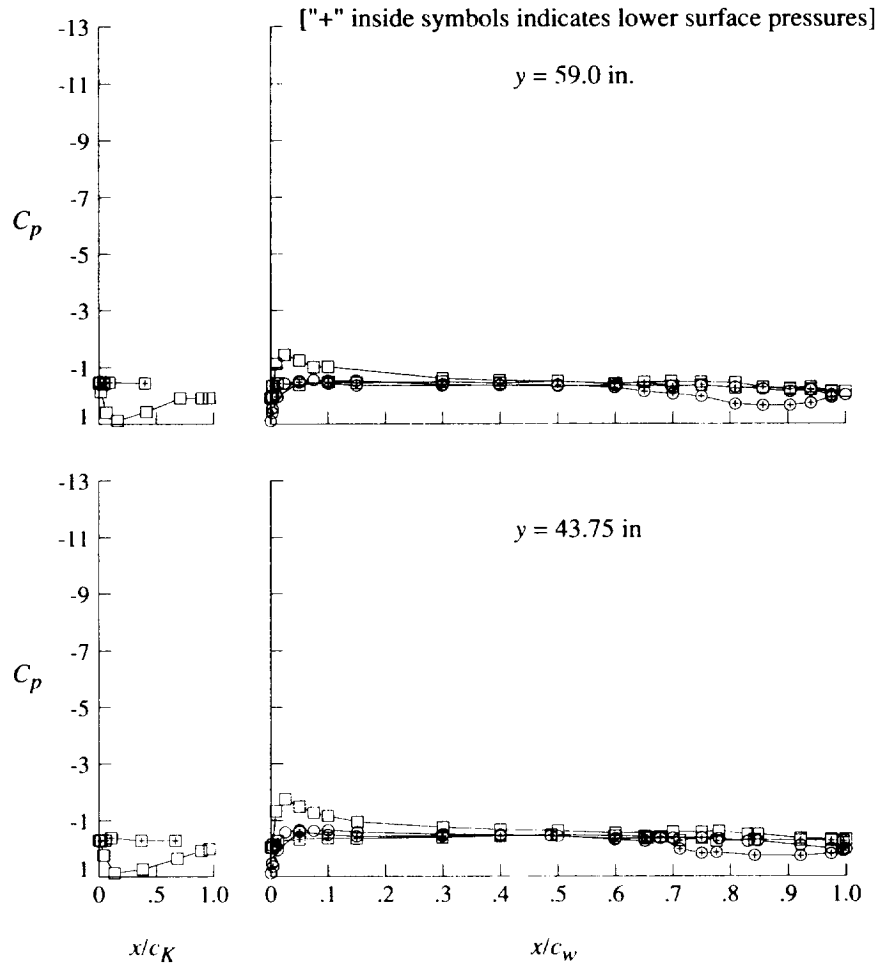 ["+" inside symbols indicates lower surface pressures]
y = 59.0 in.
-13
-11
-9
-7
-5
-3
-1
1
C_p
y = 43.75 in
-13
-11
-9
-7
-5
-3
-1
1
C_p
0 .5 1.0
x/c_K
0 .1 .2 .3 .4 .5 .6 .7 .8 .9 1.0
x/c_w